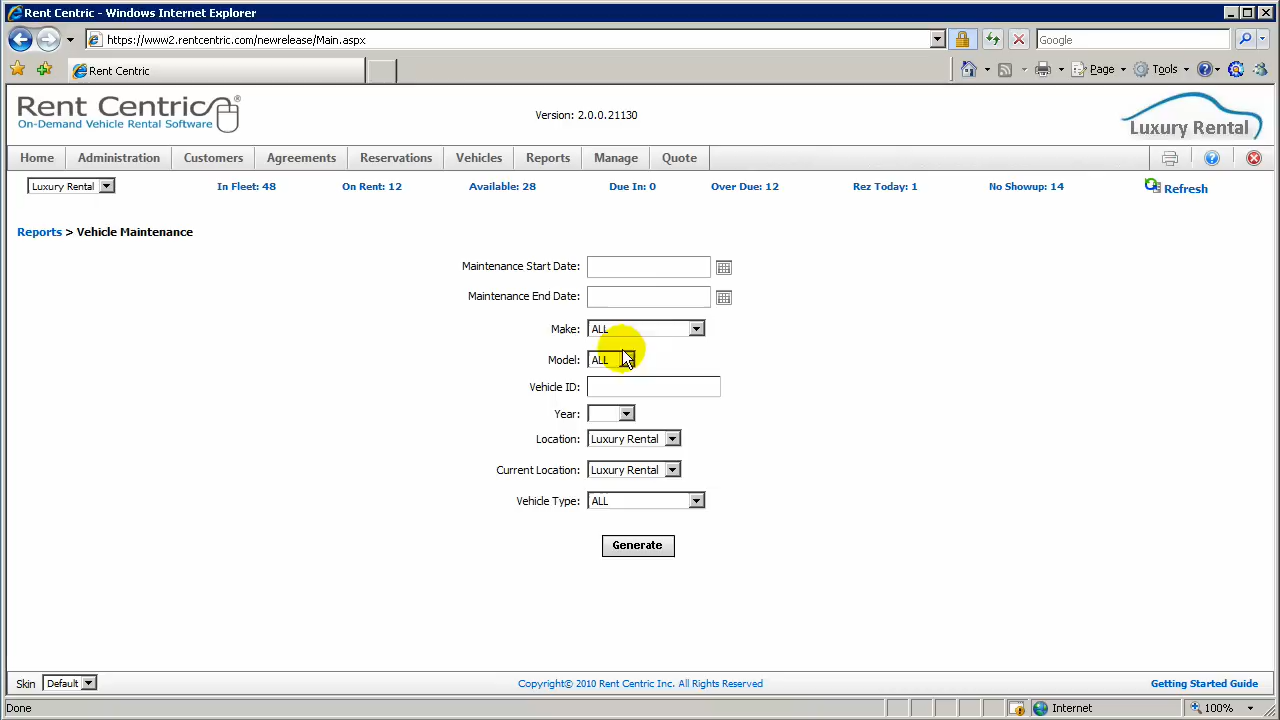 Rent Centric - Windows Internet Explorer
https://www2.rentcentric.com/newrelease/Main.aspx
Google
Rent Centric
Page
Tools
Rent Centric®
On-Demand Vehicle Rental Software
Version: 2.0.0.21130
Luxury Rental
Home
Administration
Customers
Agreements
Reservations
Vehicles
Reports
Manage
Quote
Luxury Rental
In Fleet: 48
On Rent: 12
Available: 28
Due In: 0
Over Due: 12
Rez Today: 1
No Showup: 14
Refresh
Reports > Vehicle Maintenance
Maintenance Start Date:
Maintenance End Date:
Make: ALL
Model: ALL
Vehicle ID:
Year:
Location: Luxury Rental
Current Location: Luxury Rental
Vehicle Type: ALL
Generate
Skin Default
Copyright© 2010 Rent Centric Inc. All Rights Reserved
Getting Started Guide
Done
Internet
100%